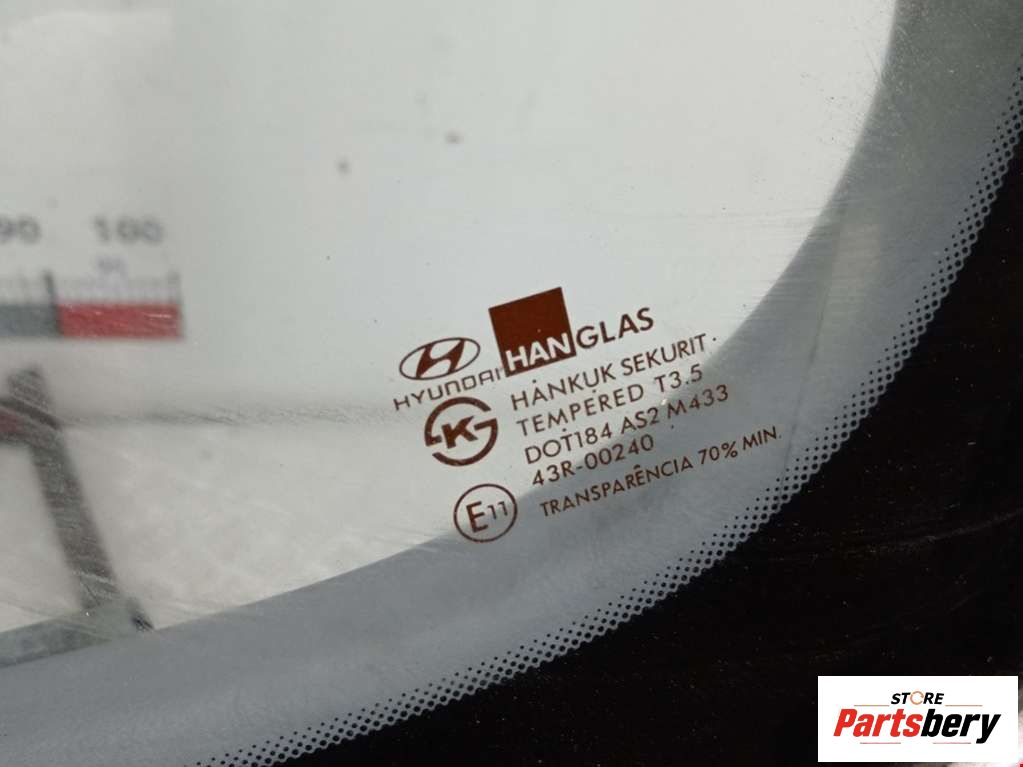 90 100
HYUNDAI
HANGLAS
HANKUK SEKURIT
TEMPERED T3.5
DOT184 AS2 M433
43R-00240
TRANSPARÊNCIA 70% MIN.
K
E11
STORE
Partsbery